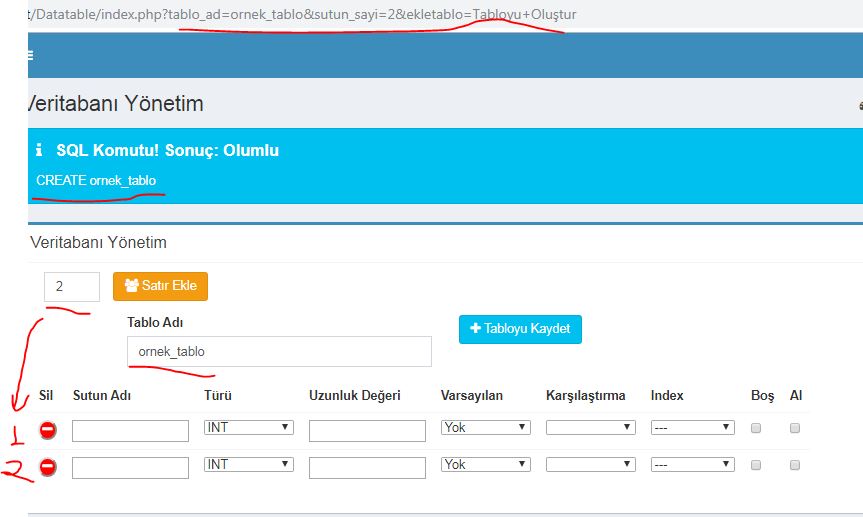 t/Datatable/index.php?tablo_ad=ornek_tablo&sutun_sayi=2&ekletablo=Tabloyu+Oluştur
Veritabanı Yönetim
SQL Komutu! Sonuç: Olumlu
CREATE ornek_tablo
Veritabanı Yönetim
2 Satır Ekle
Tablo Adı
Tabloyu Kaydet
ornek_tablo
Sil Sutun Adı Türü Uzunluk Değeri Varsayılan Karşılaştırma Index Boş AI
1 INT Yok ---
2 INT Yok ---